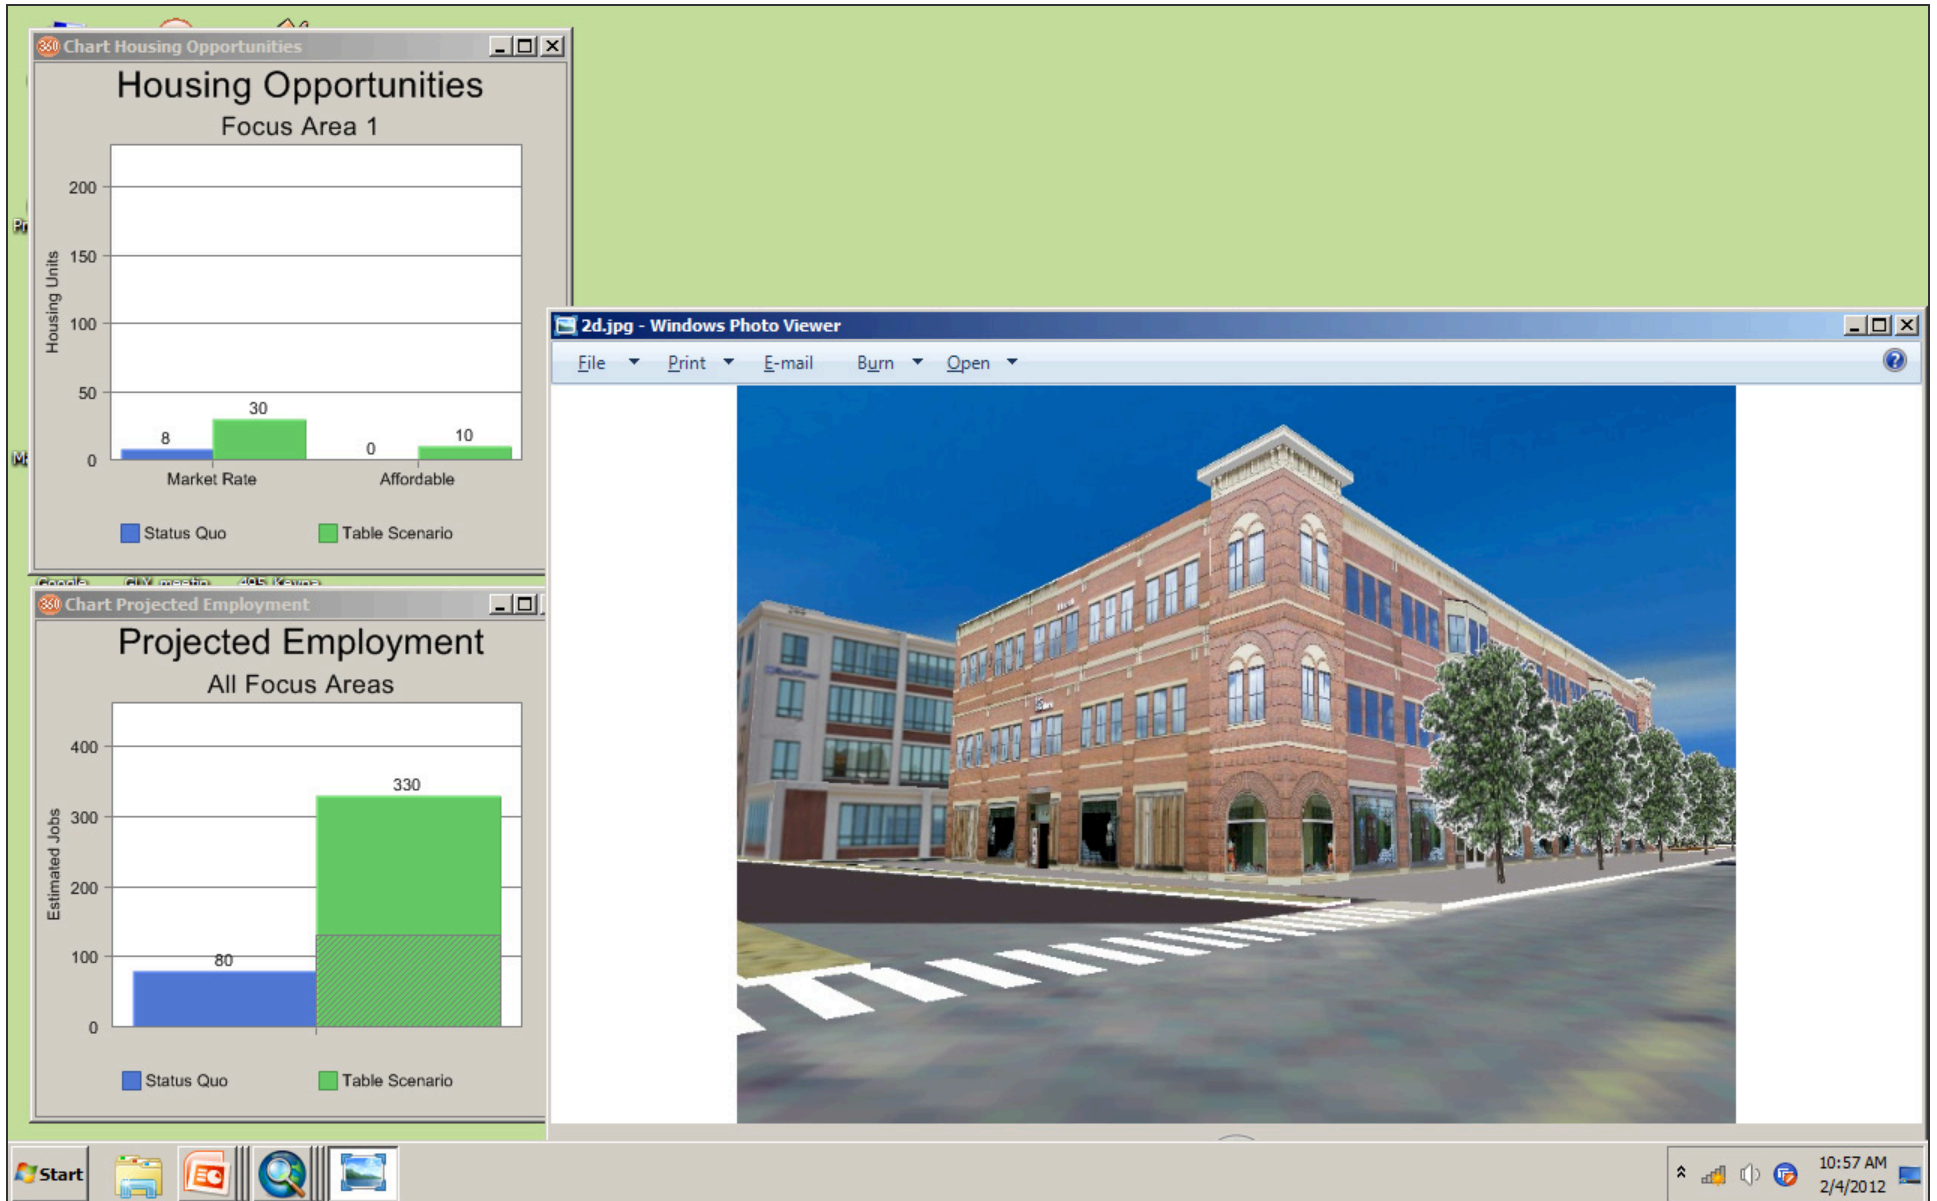 Chart Housing Opportunities
Housing Opportunities
Focus Area 1
Housing Units
200
150
100
50
0
8
30
0
10
Market Rate
Affordable
Status Quo
Table Scenario
Google
495
Chart Projected Employment
Projected Employment
All Focus Areas
Estimated Jobs
400
300
200
100
0
80
330
Status Quo
Table Scenario
2d.jpg - Windows Photo Viewer
File Print E-mail Burn Open
Start
10:57 AM
2/4/2012